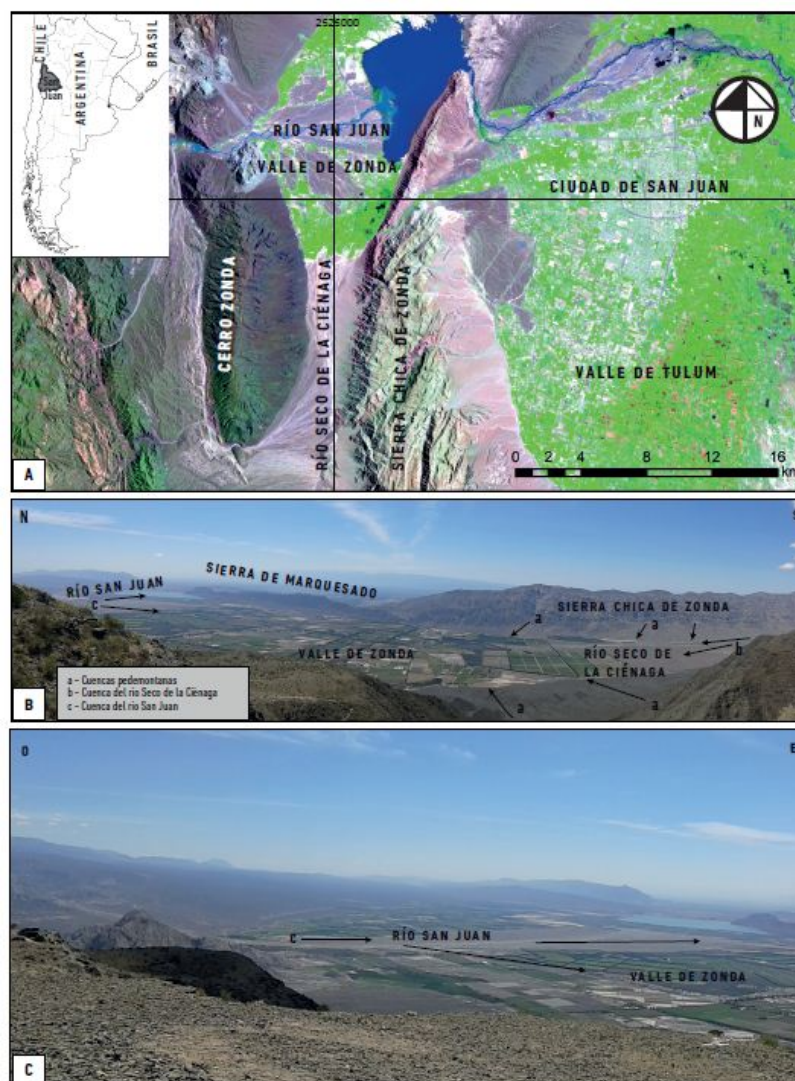 2525000
CHILE
ARGENTINA
BRASIL
San
Juan
RÍO SAN JUAN
VALLE DE ZONDA
N
CIUDAD DE SAN JUAN
CERRO ZONDA
RÍO SECO DE LA CIÉNAGA
SIERRA CHICA DE ZONDA
VALLE DE TULUM
0 2 4 8 12 16
km
A
N
RÍO SAN JUAN
c
SIERRA DE MARQUESADO
SIERRA CHICA DE ZONDA
a
a
b
VALLE DE ZONDA
RÍO SECO DE
LA CIÉNAGA
a
a
a - Cuencas pedemontanas
b - Cuenca del río Seco de la Ciénaga
c - Cuenca del río San Juan
B
O
E
c
RÍO SAN JUAN
VALLE DE ZONDA
C